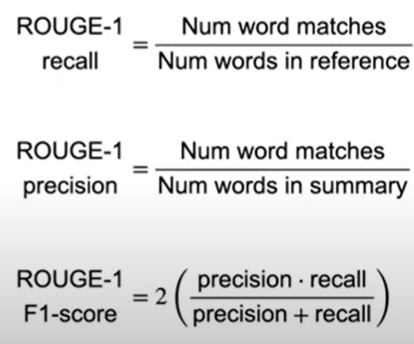 ROUGE-1 recall = Num word matches / Num words in reference
ROUGE-1 precision = Num word matches / Num words in summary
ROUGE-1 F1-score = 2 ( precision · recall / precision + recall )